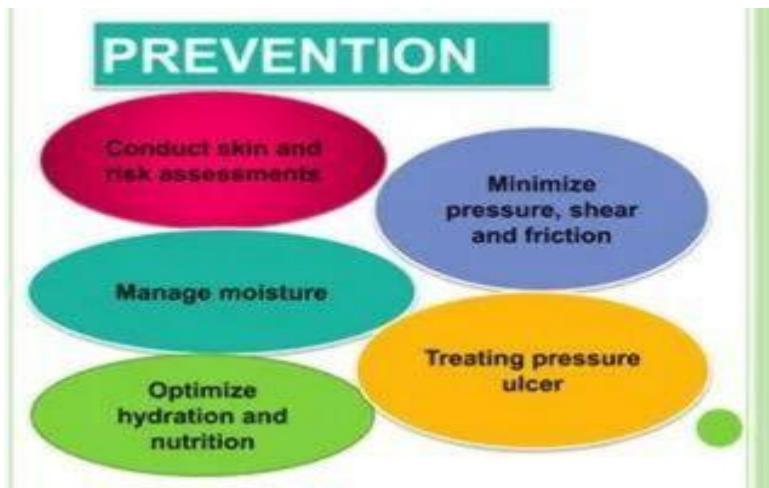 PREVENTION
Conduct skin and
risk assessments
Minimize
pressure, shear
and friction
Manage moisture
Treating pressure
ulcer
Optimize
hydration and
nutrition